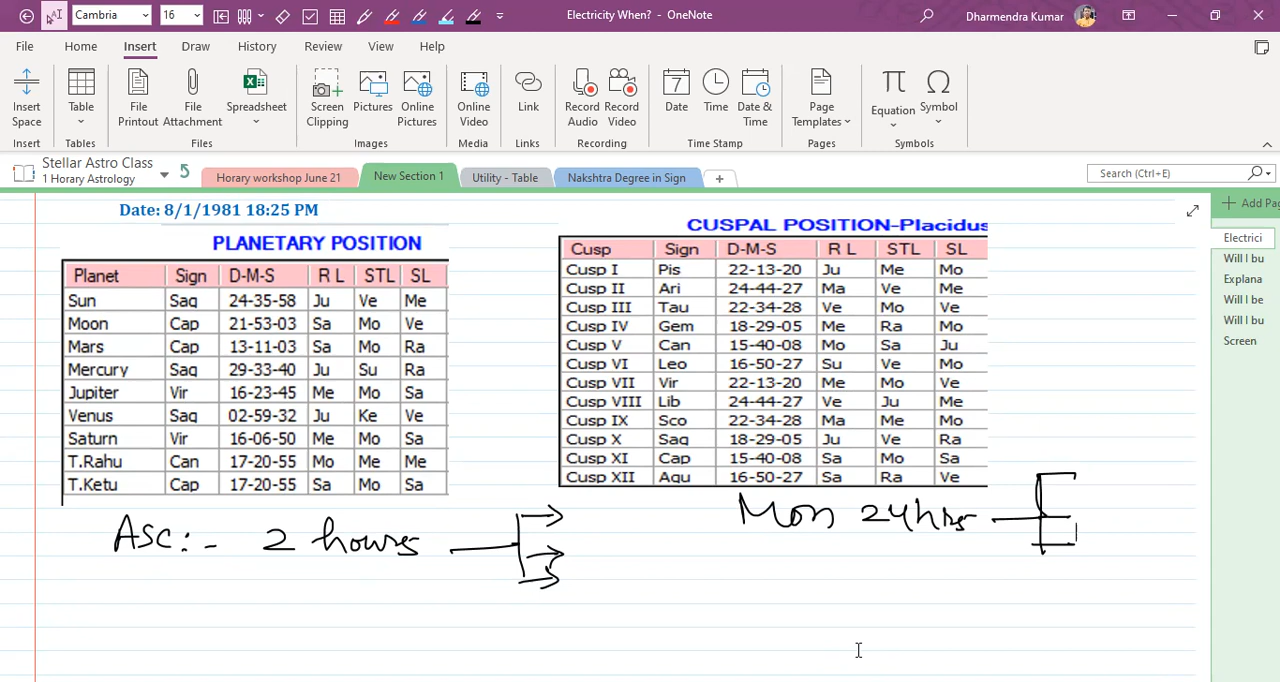 Cambria 16 Electricity When? - OneNote Dharmendra Kumar
File Home Insert Draw History Review View Help
Insert Space Table File Printout File Attachment Spreadsheet Screen Clipping Pictures Online Pictures Online Video Link Record Audio Record Video Date Time Date & Time Page Templates Equation Symbol
Insert Tables Files Images Media Links Recording Time Stamp Pages Symbols
Stellar Astro Class
1 Horary Astrology
Horary workshop June 21 New Section 1 Utility - Table Nakshtra Degree in Sign + Search (Ctrl+E)
Add Pag
Electrici
Will I bu
Explana
Will I be
Will I bu
Screen
Date: 8/1/1981 18:25 PM
PLANETARY POSITION
Planet Sign D-M-S R L STL SL
Sun Sag 24-35-58 Ju Ve Me
Moon Cap 21-53-03 Sa Mo Ve
Mars Cap 13-11-03 Sa Mo Ra
Mercury Sag 29-33-40 Ju Su Ra
Jupiter Vir 16-23-45 Me Mo Sa
Venus Sag 02-59-32 Ju Ke Ve
Saturn Vir 16-06-50 Me Mo Sa
T.Rahu Can 17-20-55 Mo Me Me
T.Ketu Cap 17-20-55 Sa Mo Sa
CUSPAL POSITION-Placidus
Cusp Sign D-M-S R L STL SL
Cusp I Pis 22-13-20 Ju Me Mo
Cusp II Ari 24-44-27 Ma Ve Me
Cusp III Tau 22-34-28 Ve Mo Ve
Cusp IV Gem 18-29-05 Me Ra Mo
Cusp V Can 15-40-08 Mo Sa Ju
Cusp VI Leo 16-50-27 Su Ve Mo
Cusp VII Vir 22-13-20 Me Mo Ve
Cusp VIII Lib 24-44-27 Ve Ju Me
Cusp IX Sco 22-34-28 Ma Me Mo
Cusp X Sag 18-29-05 Ju Ve Ra
Cusp XI Cap 15-40-08 Sa Mo Sa
Cusp XII Aqu 16-50-27 Sa Ra Ve
Asc:- 2 hours
Mon 24hrs